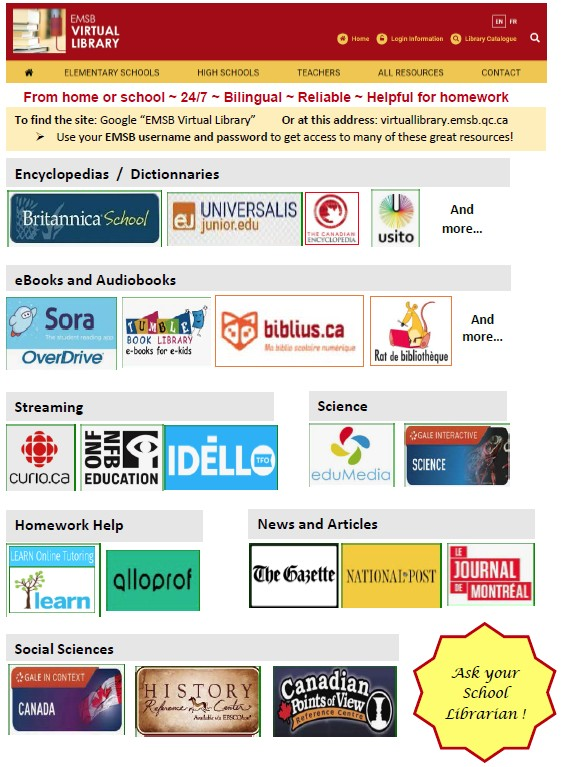 EMSB
VIRTUAL
LIBRARY
EN FR
Home Login Information Library Catalogue
ELEMENTARY SCHOOLS HIGH SCHOOLS TEACHERS ALL RESOURCES CONTACT
From home or school ~ 24/7 ~ Bilingual ~ Reliable ~ Helpful for homework
To find the site: Google “EMSB Virtual Library” Or at this address: virtuallibrary.emsb.qc.ca
➢ Use your EMSB username and password to get access to many of these great resources!
Encyclopedias / Dictionnaries
Britannica School
eu UNIVERSALIS
junior.edu
THE CANADIAN
ENCYCLOPEDIA
usito
And
more...
eBooks and Audiobooks
Sora
The student reading app
OverDrive
TUMBLE
BOOK LIBRARY
e-books for e-kids
biblius.ca
Ma biblio scolaire numérique
Rat de bibliothèque
And
more...
Streaming
curio.ca
ONF
NFB
EDUCATION
IDÉLLO
TFO
Science
eduMedia
GALE INTERACTIVE
SCIENCE
Homework Help
LEARN Online Tutoring
learn
alloprof
News and Articles
The Gazette
NATIONAL POST
LE
JOURNAL
DE MONTRÉAL
Social Sciences
GALE IN CONTEXT
CANADA
HISTORY
Reference Center
Available via EBSCOhost
Canadian
Points of View
Reference Centre
Ask your
School
Librarian !